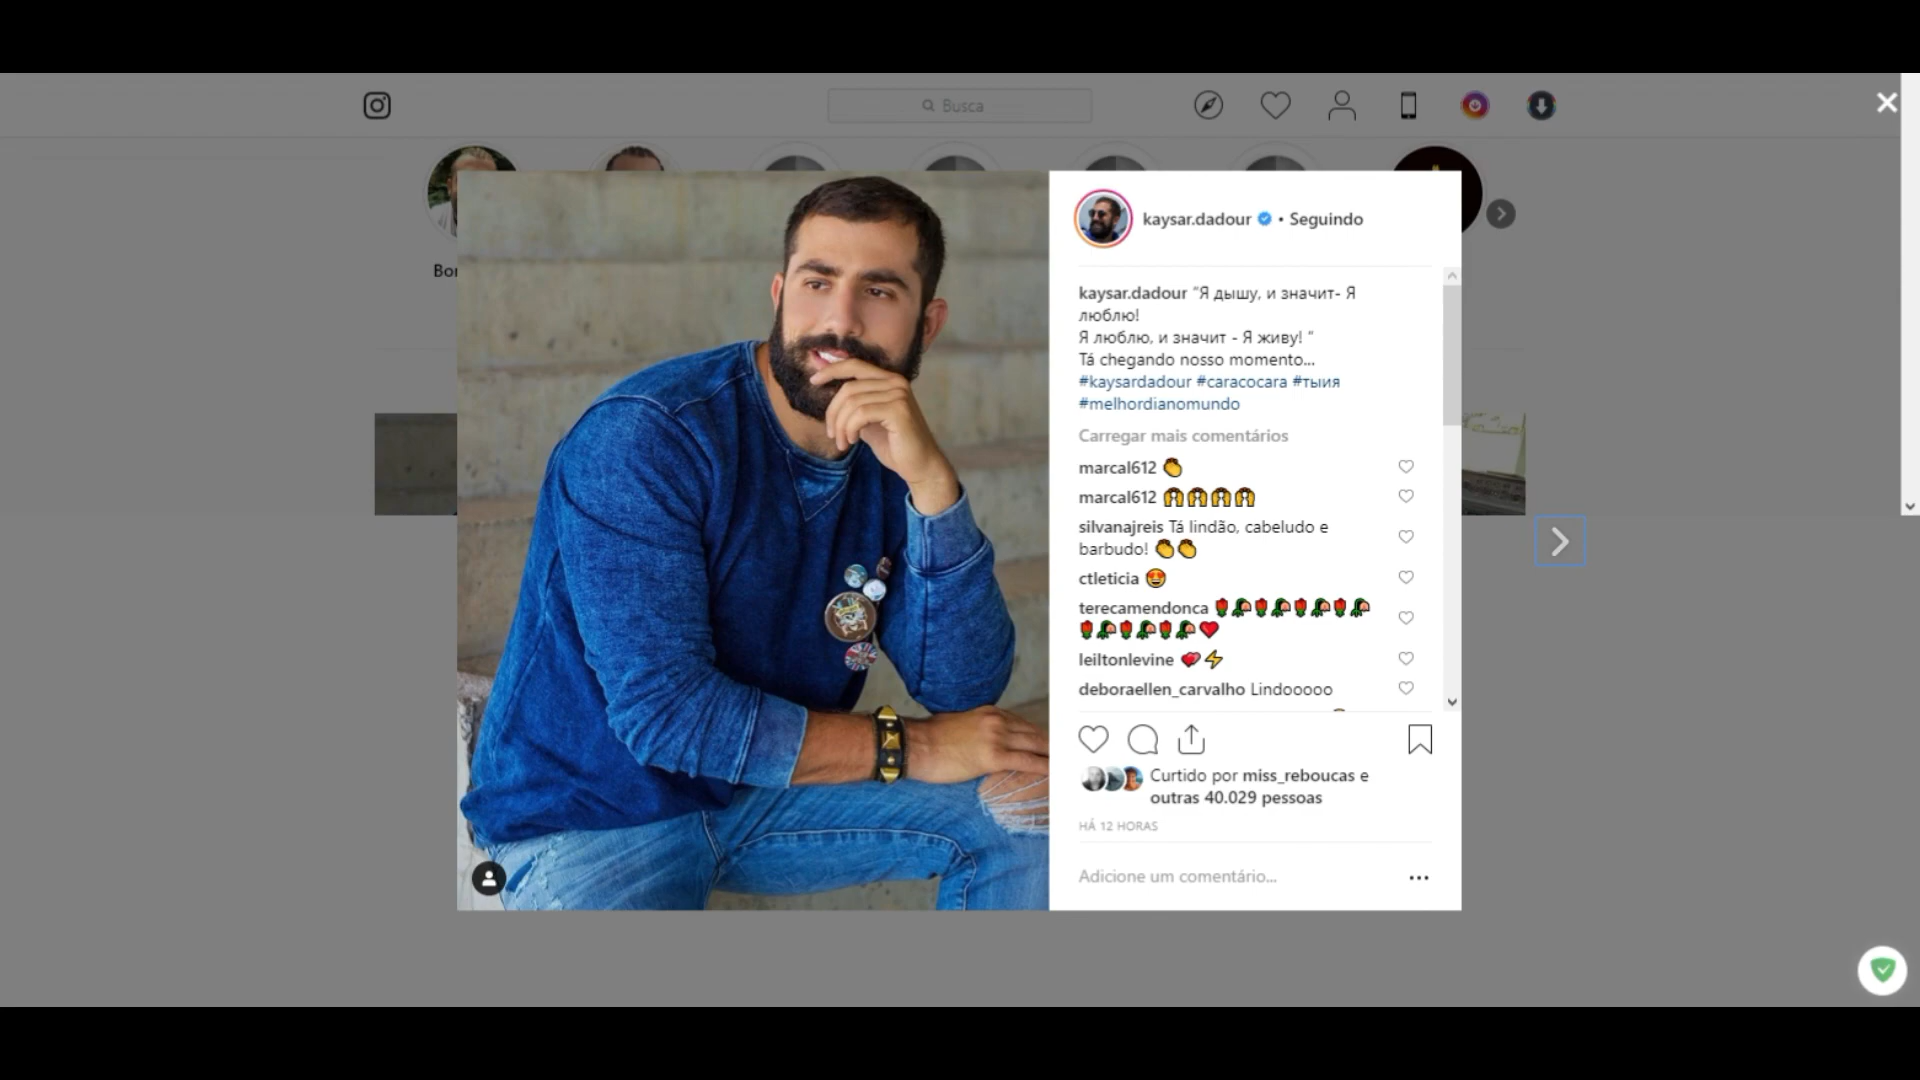 Busca
Bor
kaysar.dadour • Seguindo
kaysar.dadour “Я дышу, и значит- Я
люблю!
Я люблю, и значит - Я живу! “
Tá chegando nosso momento...
#kaysardadour #caracocara #тыия
#melhordianomundo
Carregar mais comentários
marcal612 👏
marcal612 🙌🙌🙌🙌
silvanajreis Tá lindão, cabeludo e
barbudo! 👏👏
ctleticia 😍
terecamendonca 🌹🥀🌹🥀🌹🥀🌹🥀
🌹🥀🌹🥀🌹🥀❤️
leiltonlevine 💕⚡
deboraellen_carvalho Lindooooo
Curtido por miss_reboucas e
outras 40.029 pessoas
HÁ 12 HORAS
Adicione um comentário...